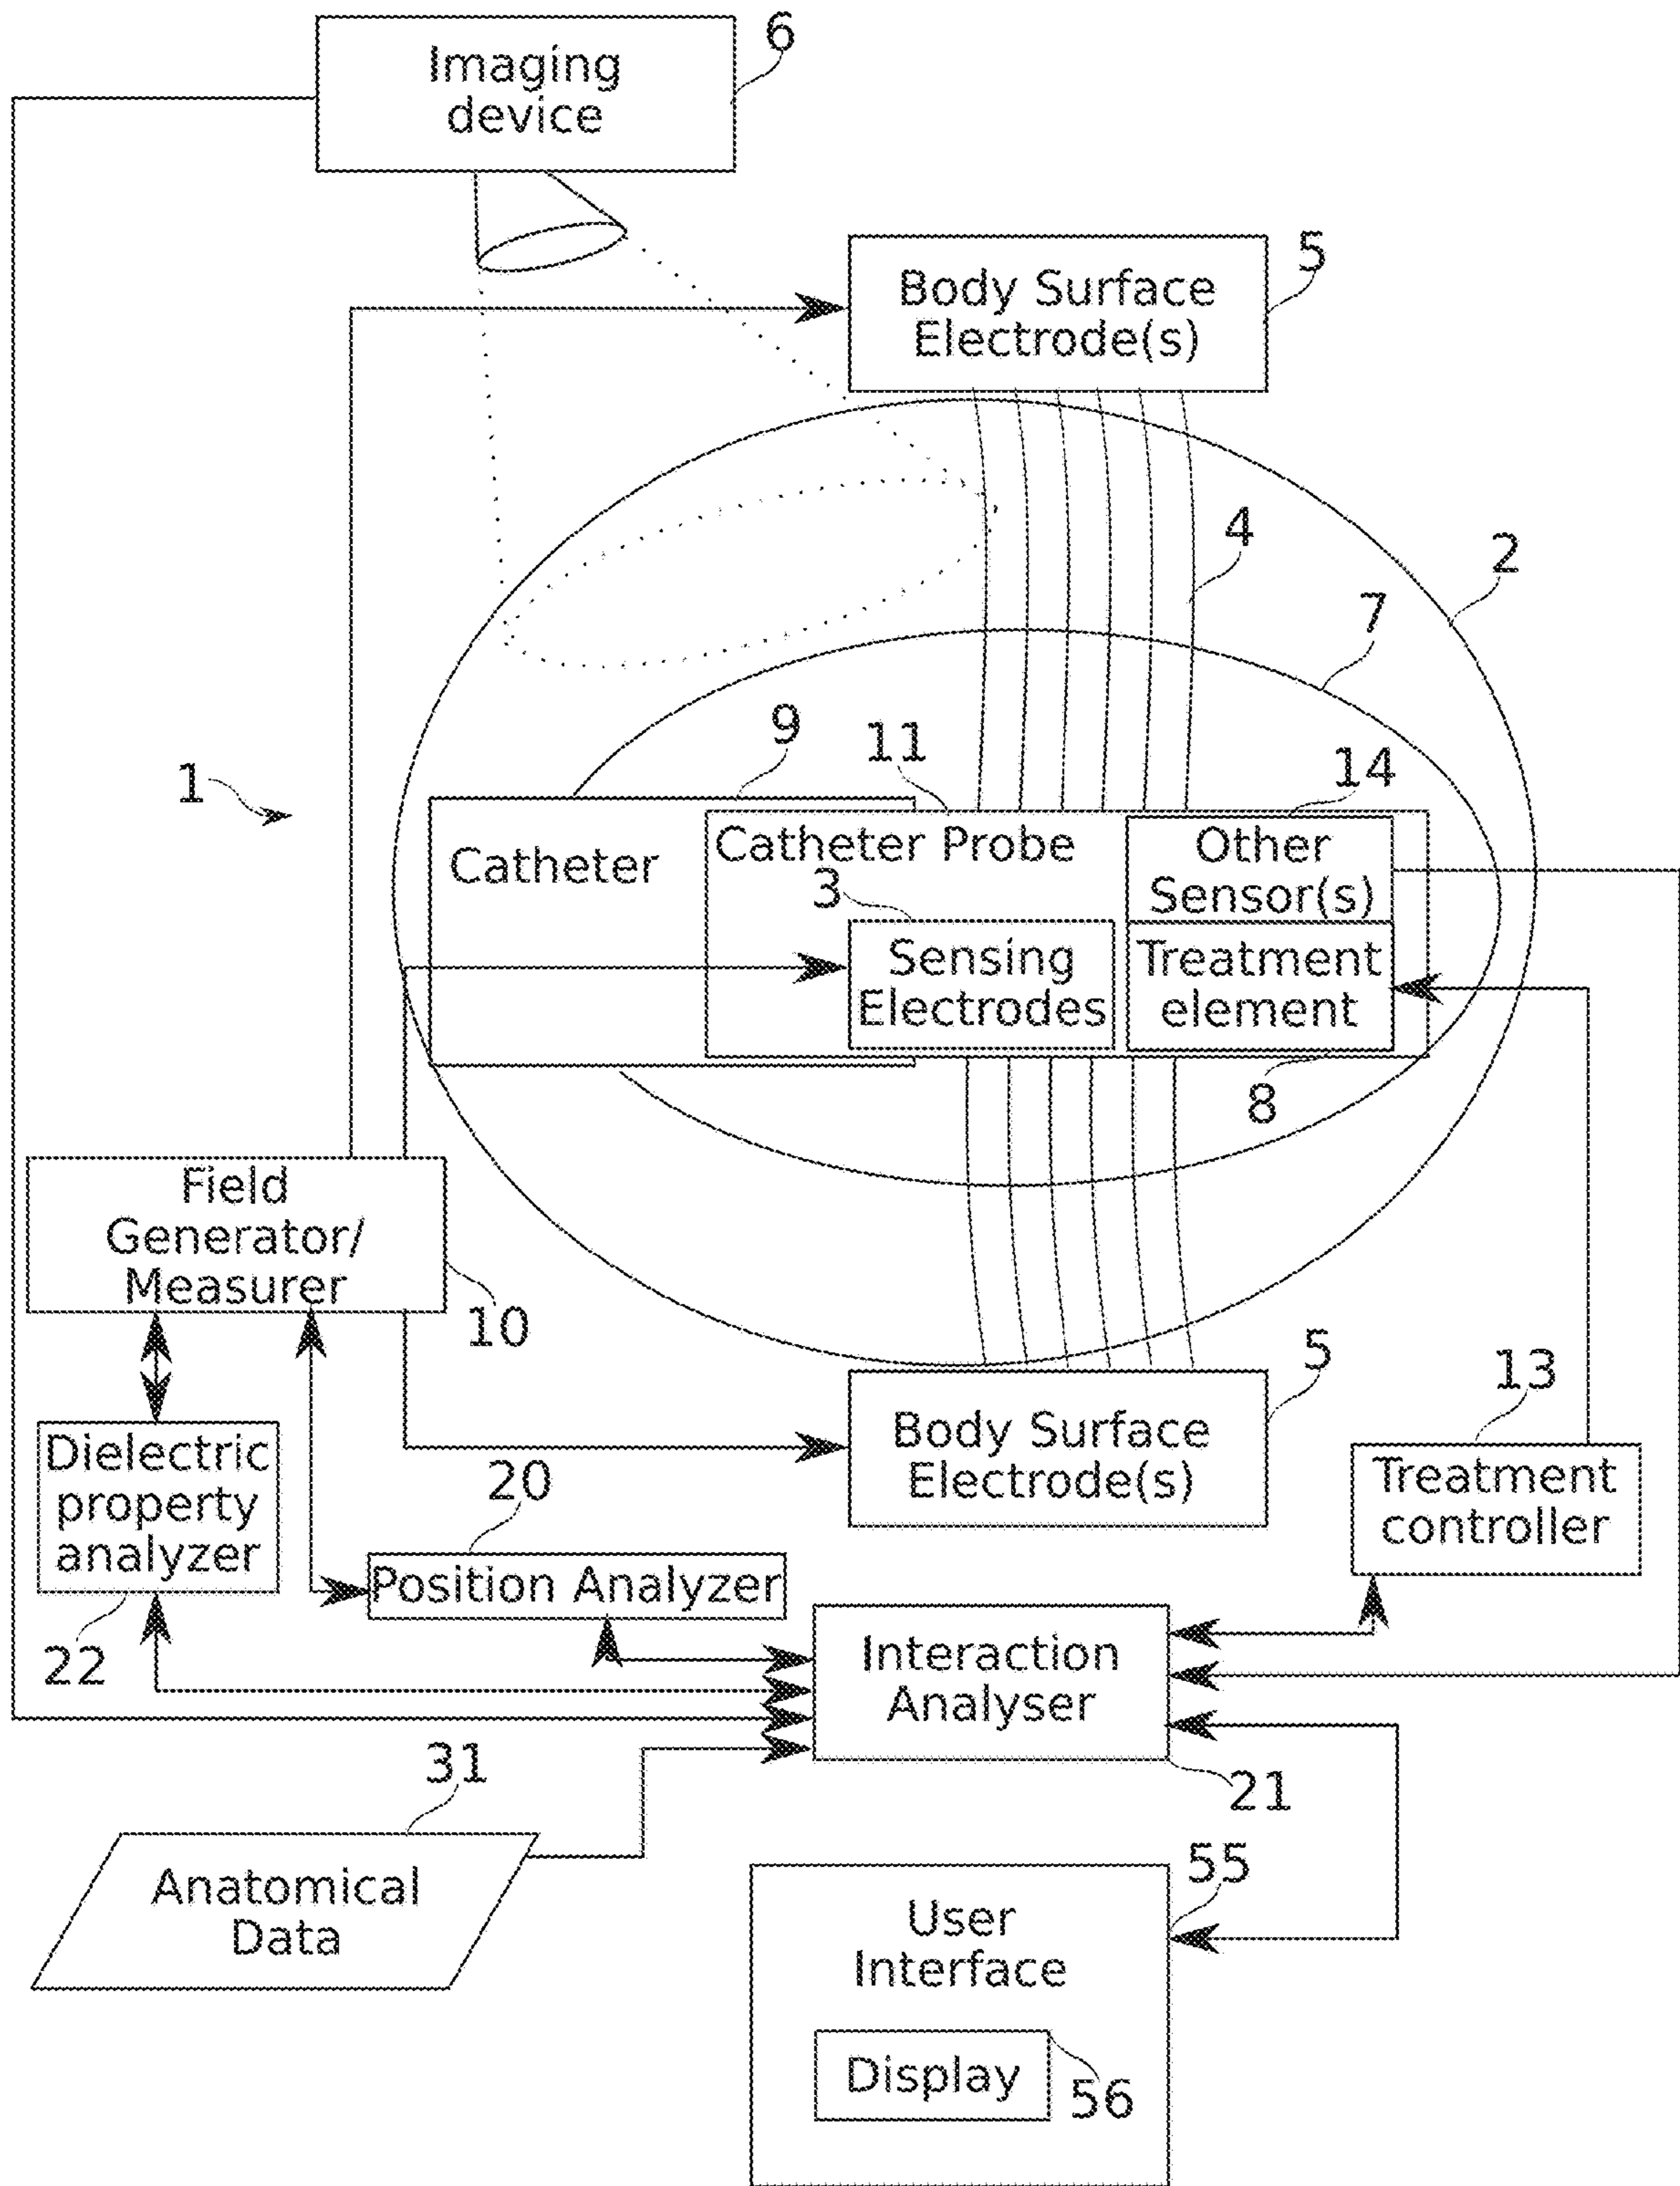 6
Imaging
device
5
Body Surface
Electrode(s)
4
2
7
9
11
14
1
Catheter
Catheter Probe
Other
Sensor(s)
3
Sensing
Electrodes
Treatment
element
8
Field
Generator/
Measurer
10
5
Body Surface
Electrode(s)
13
Treatment
controller
Dielectric
property
analyzer
20
Position Analyzer
22
Interaction
Analyser
21
31
Anatomical
Data
55
User
Interface
Display
56